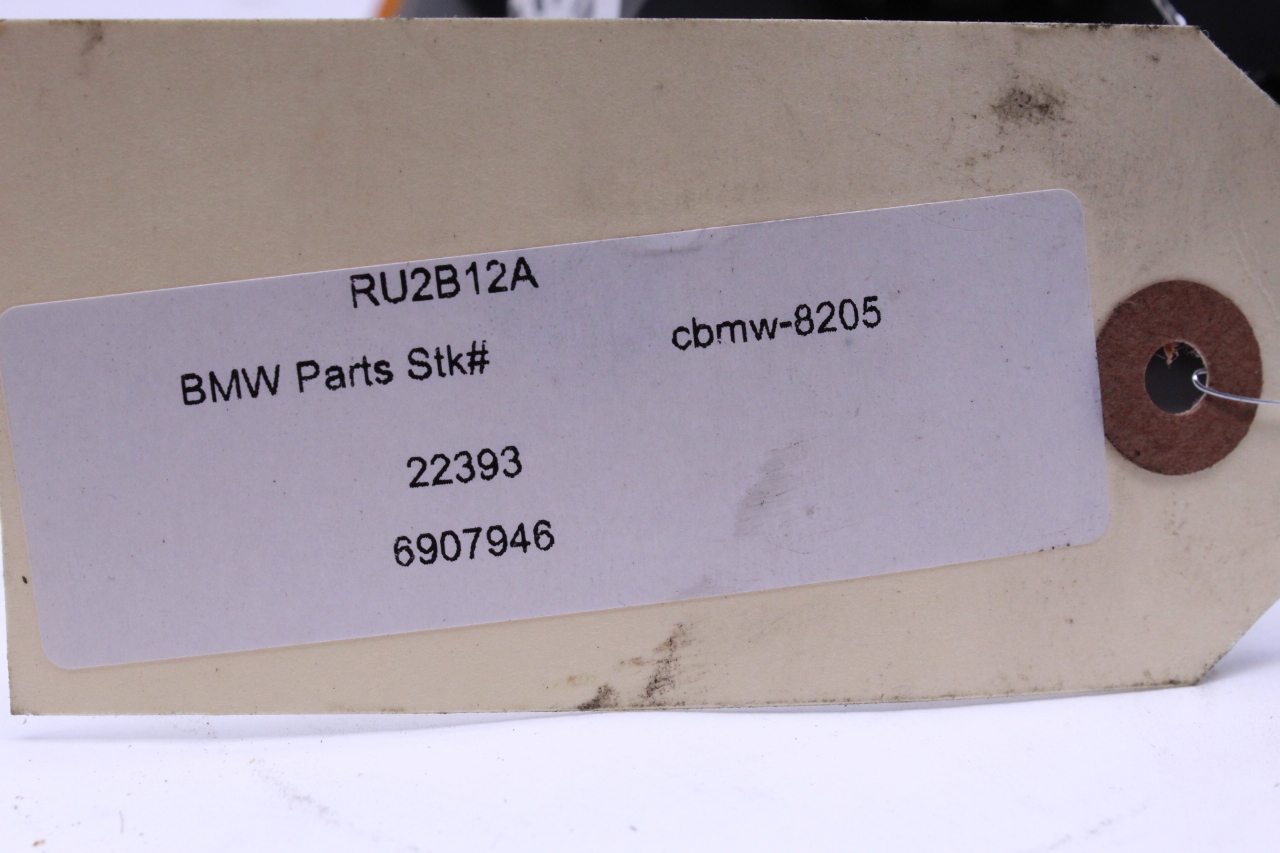 RU2B12A
BMW Parts Stk# cbmw-8205
22393
6907946